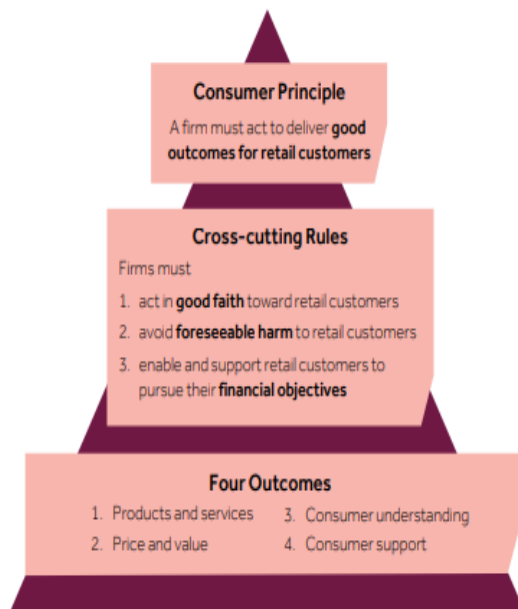 Consumer Principle
A firm must act to deliver good
outcomes for retail customers
Cross-cutting Rules
Firms must
1. act in good faith toward retail customers
2. avoid foreseeable harm to retail customers
3. enable and support retail customers to
pursue their financial objectives
Four Outcomes
1. Products and services
2. Price and value
3. Consumer understanding
4. Consumer support